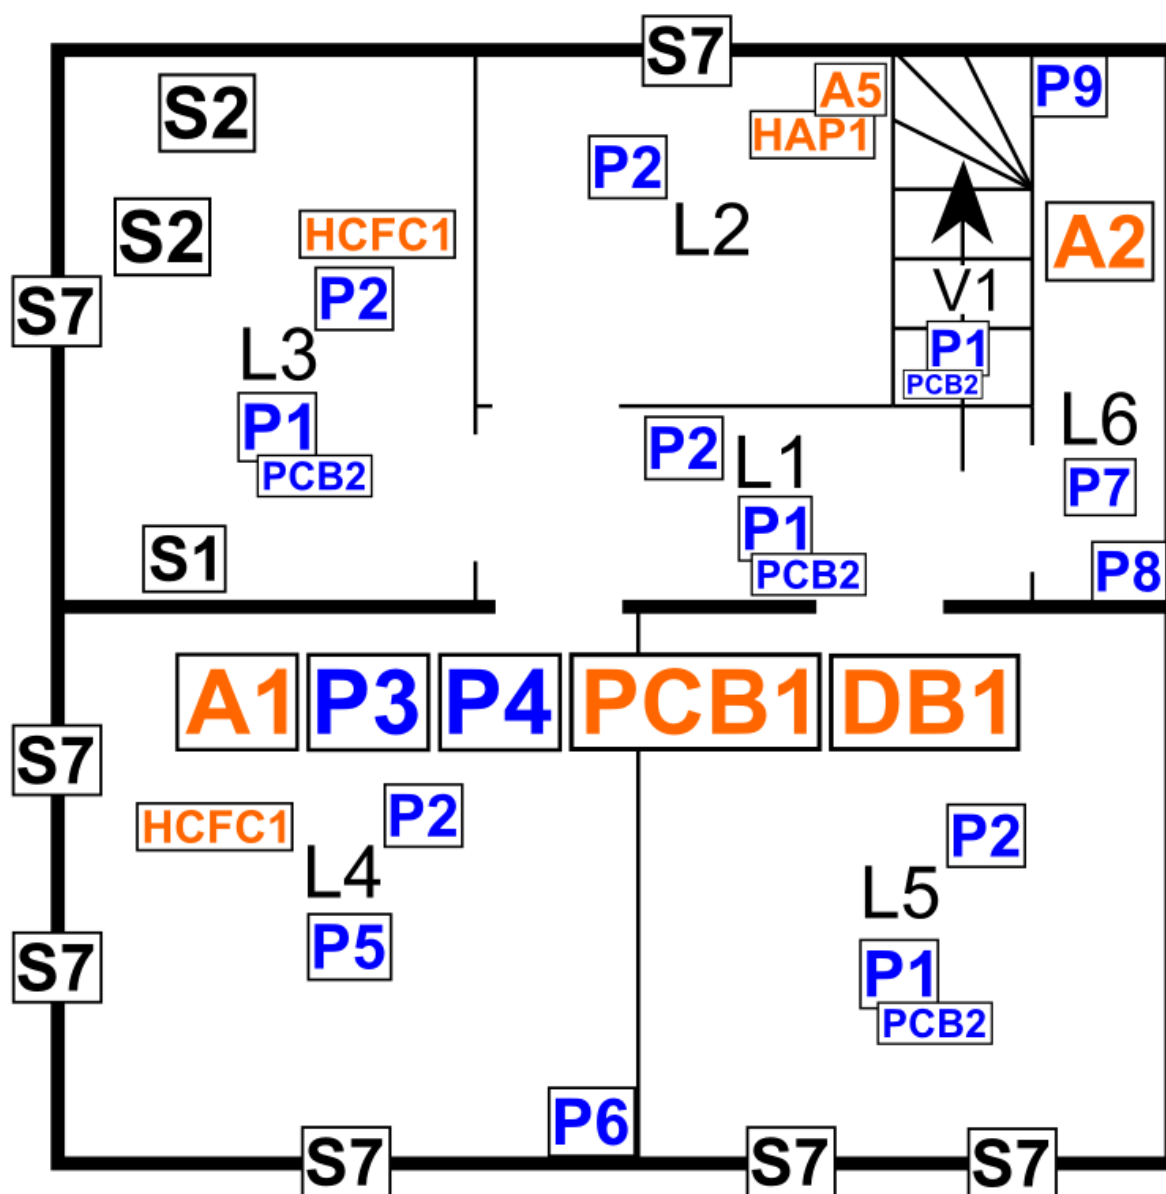 S7
S2
A5
P9
HAP1
P2
S2
HCFC1
L2
A2
S7
P2
V1
L3
P1
PCB2
P1
PCB2
P2
L1
L6
P7
P1
PCB2
S1
P8
A1 P3 P4 PCB1 DB1
S7
HCFC1
P2
P2
L4
L5
P5
S7
P1
PCB2
P6
S7
S7
S7